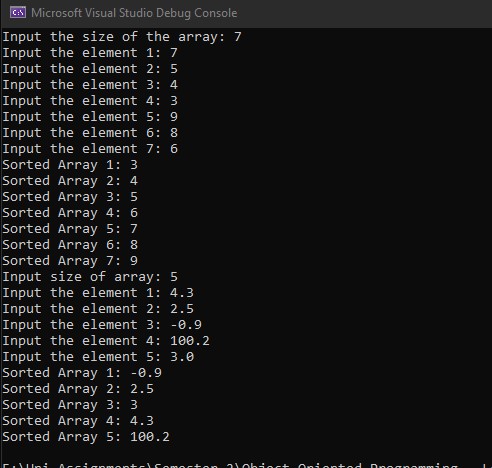 Microsoft Visual Studio Debug Console
Input the size of the array: 7
Input the element 1: 7
Input the element 2: 5
Input the element 3: 4
Input the element 4: 3
Input the element 5: 9
Input the element 6: 8
Input the element 7: 6
Sorted Array 1: 3
Sorted Array 2: 4
Sorted Array 3: 5
Sorted Array 4: 6
Sorted Array 5: 7
Sorted Array 6: 8
Sorted Array 7: 9
Input size of array: 5
Input the element 1: 4.3
Input the element 2: 2.5
Input the element 3: -0.9
Input the element 4: 100.2
Input the element 5: 3.0
Sorted Array 1: -0.9
Sorted Array 2: 2.5
Sorted Array 3: 3
Sorted Array 4: 4.3
Sorted Array 5: 100.2